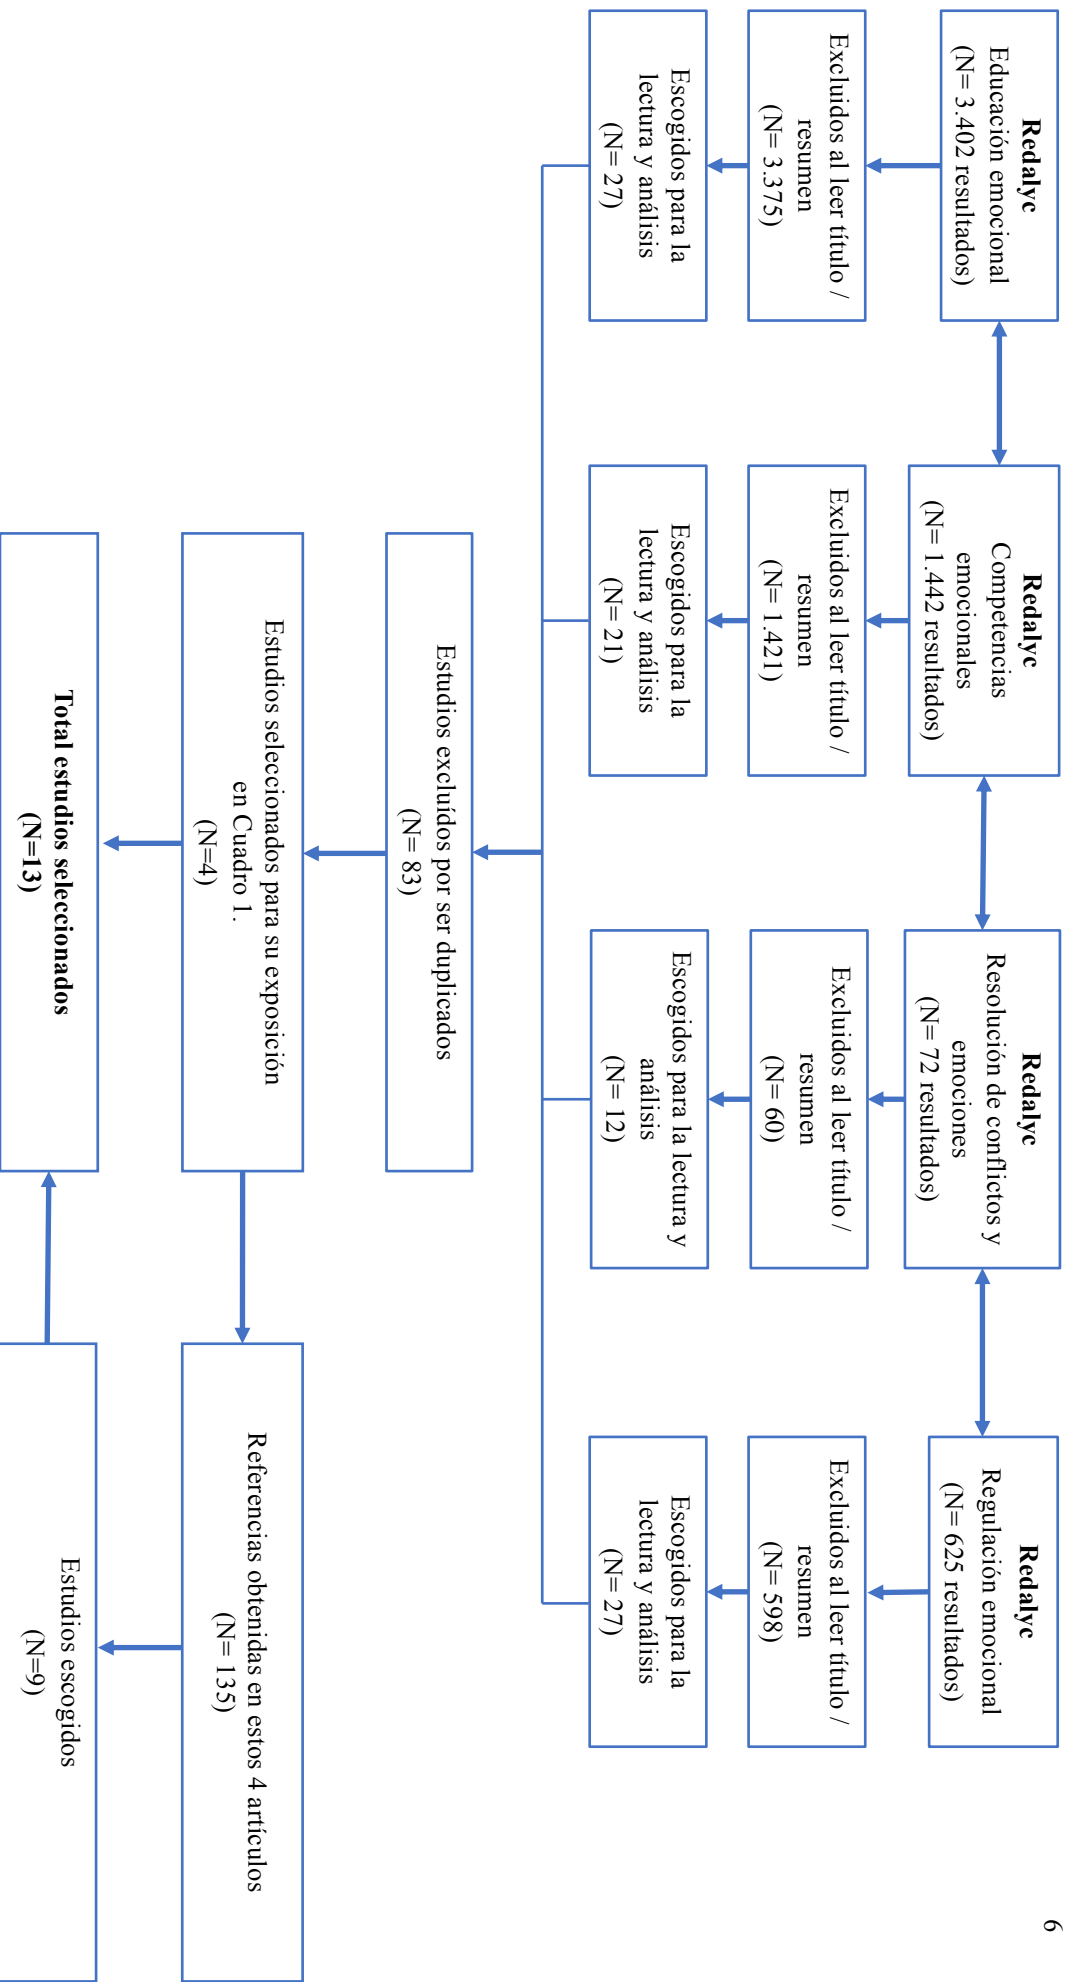 6
Redalyc
Educación emocional
(N= 3.402 resultados)
Redalyc
Competencias
emocionales
(N= 1.442 resultados)
Redalyc
Resolución de conflictos y
emociones
(N= 72 resultados)
Redalyc
Regulación emocional
(N= 625 resultados)
Excluidos al leer título /
resumen
(N= 3.375)
Excluidos al leer título /
resumen
(N= 1.421)
Excluidos al leer título /
resumen
(N= 60)
Excluidos al leer título /
resumen
(N= 598)
Escogidos para la
lectura y análisis
(N= 27)
Escogidos para la
lectura y análisis
(N= 21)
Escogidos para la lectura y
análisis
(N= 12)
Escogidos para la
lectura y análisis
(N= 27)
Estudios excluídos por ser duplicados
(N= 83)
Estudios seleccionados para su exposición
en Cuadro 1.
(N=4)
Referencias obtenidas en estos 4 artículos
(N= 135)
Total estudios seleccionados
(N=13)
Estudios escogidos
(N=9)